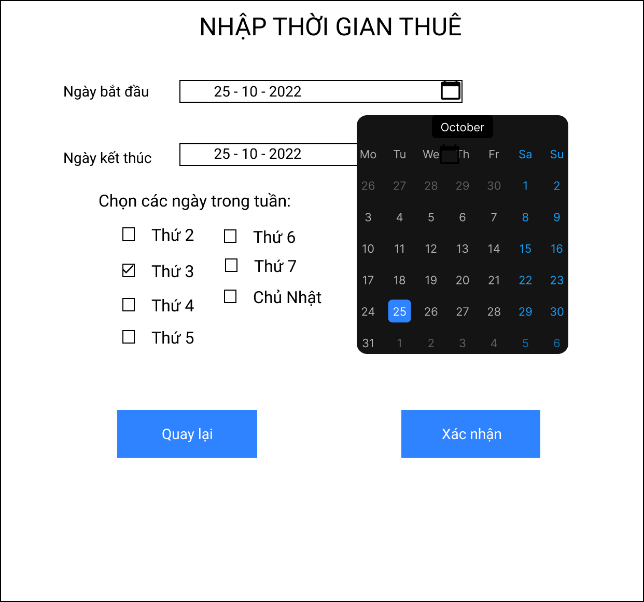 NHẬP THỜI GIAN THUÊ
Ngày bắt đầu 25 - 10 - 2022
Ngày kết thúc 25 - 10 - 2022
Chọn các ngày trong tuần:
Thứ 2 Thứ 6
Thứ 3 Thứ 7
Thứ 4 Chủ Nhật
Thứ 5
October
Mo Tu We Th Fr Sa Su
26 27 28 29 30 1 2
3 4 5 6 7 8 9
10 11 12 13 14 15 16
17 18 19 20 21 22 23
24 25 26 27 28 29 30
31 1 2 3 4 5 6
Quay lại Xác nhận